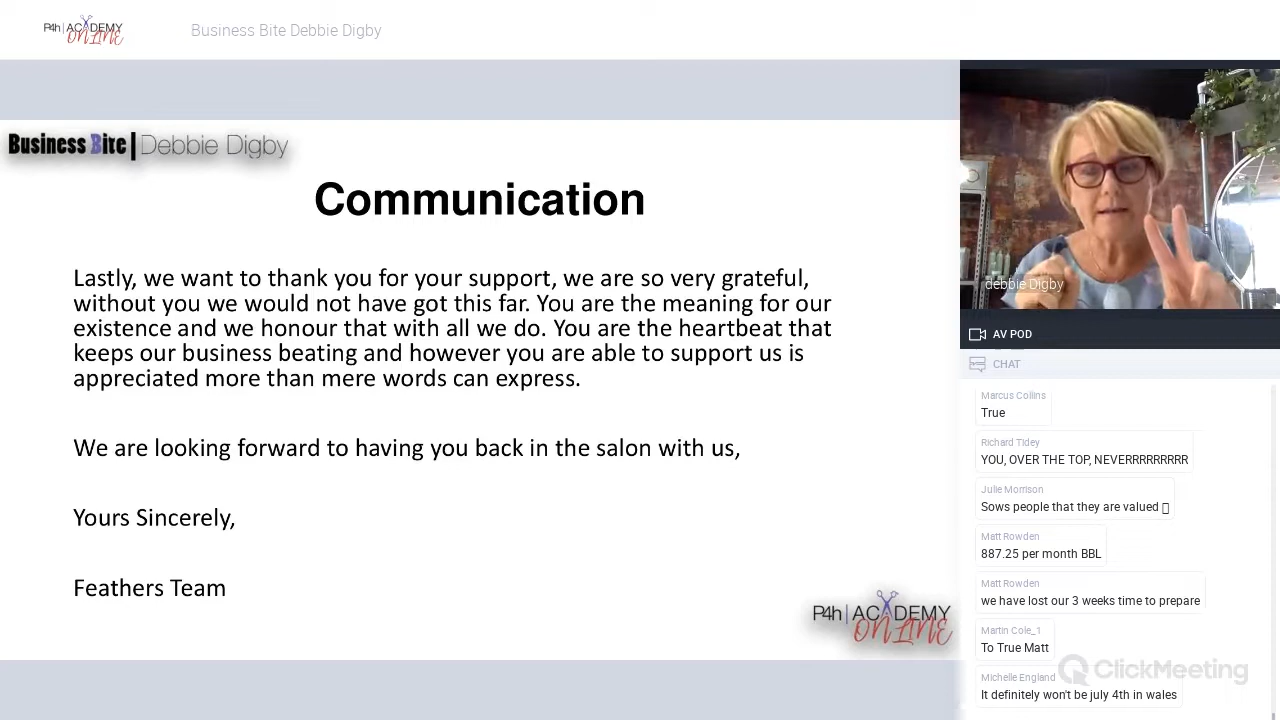 P4h | ACADEMY
ONLINE
Business Bite Debbie Digby
Business Bite | Debbie Digby
Communication
Lastly, we want to thank you for your support, we are so very grateful,
without you we would not have got this far. You are the meaning for our
existence and we honour that with all we do. You are the heartbeat that
keeps our business beating and however you are able to support us is
appreciated more than mere words can express.
We are looking forward to having you back in the salon with us,
Yours Sincerely,
Feathers Team
P4h | ACADEMY
ONLINE
debbie Digby
AV POD
CHAT
Marcus Collins
True
Richard TIdey
YOU, OVER THE TOP, NEVERRRRRRRRR
Julie Morrison
Sows people that they are valued
Matt Rowden
887.25 per month BBL
Matt Rowden
we have lost our 3 weeks time to prepare
Martin Cole_1
To True Matt
Michelle England
It definitely won't be july 4th in wales
ClickMeeting